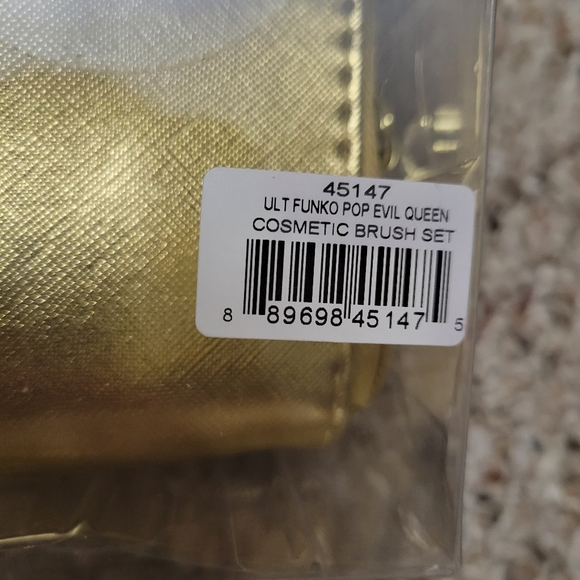 45147
ULT FUNKO POP EVIL QUEEN
COSMETIC BRUSH SET
8 89698 45147 5